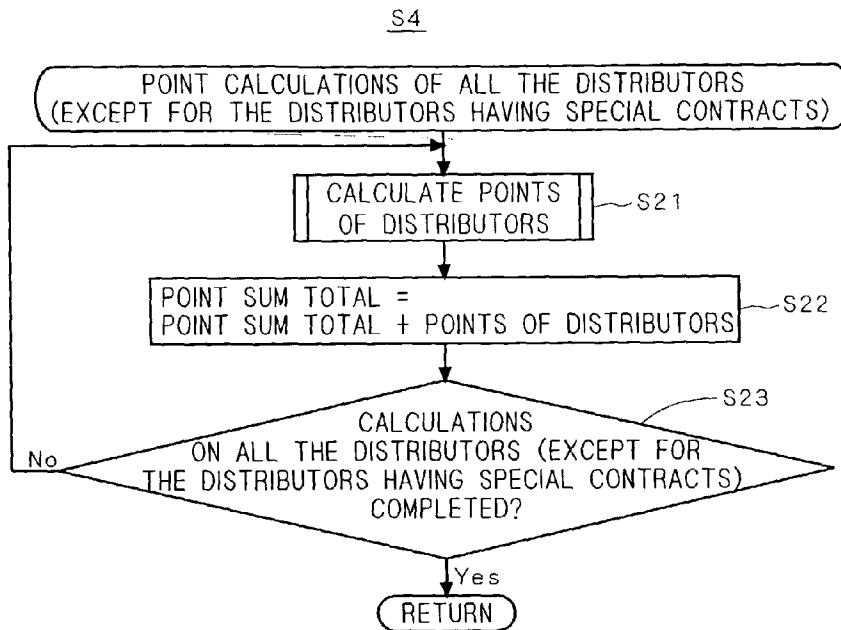 S4
POINT CALCULATIONS OF ALL THE DISTRIBUTORS
(EXCEPT FOR THE DISTRIBUTORS HAVING SPECIAL CONTRACTS)
CALCULATE POINTS
OF DISTRIBUTORS
S21
POINT SUM TOTAL =
POINT SUM TOTAL + POINTS OF DISTRIBUTORS
S22
S23
CALCULATIONS
ON ALL THE DISTRIBUTORS (EXCEPT FOR
THE DISTRIBUTORS HAVING SPECIAL CONTRACTS)
COMPLETED?
No
Yes
RETURN